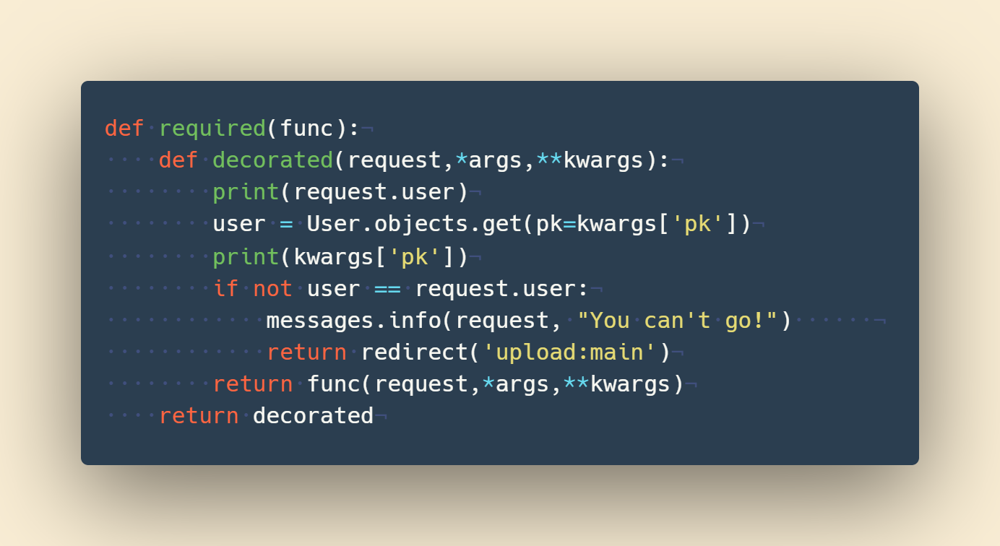 def required(func):
    def decorated(request,*args,**kwargs):
        print(request.user)
        user = User.objects.get(pk=kwargs['pk'])
        print(kwargs['pk'])
        if not user == request.user:
            messages.info(request, "You can't go!")
            return redirect('upload:main')
        return func(request,*args,**kwargs)
    return decorated